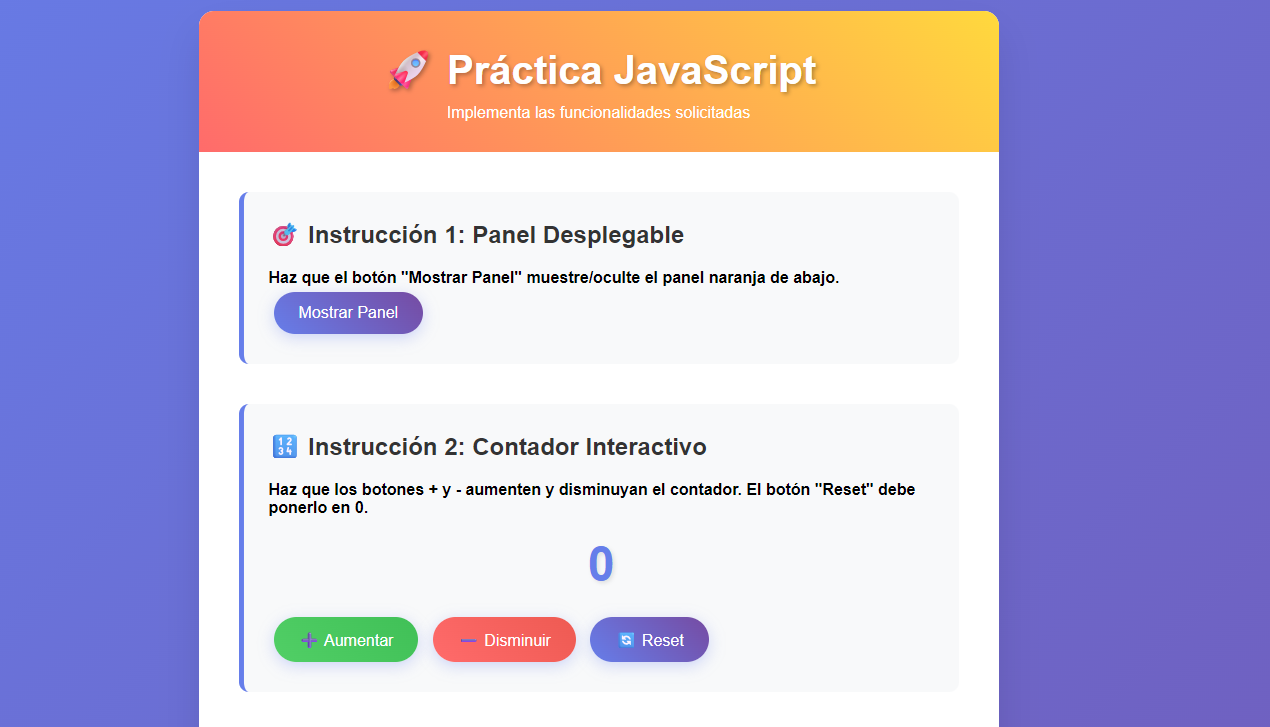 🚀 Práctica JavaScript
Implementa las funcionalidades solicitadas
🎯 Instrucción 1: Panel Desplegable
Haz que el botón "Mostrar Panel" muestre/oculte el panel naranja de abajo.
Mostrar Panel
🔢 Instrucción 2: Contador Interactivo
Haz que los botones + y - aumenten y disminuyan el contador. El botón "Reset" debe
ponerlo en 0.
0
➕ Aumentar ➖ Disminuir 🔄 Reset